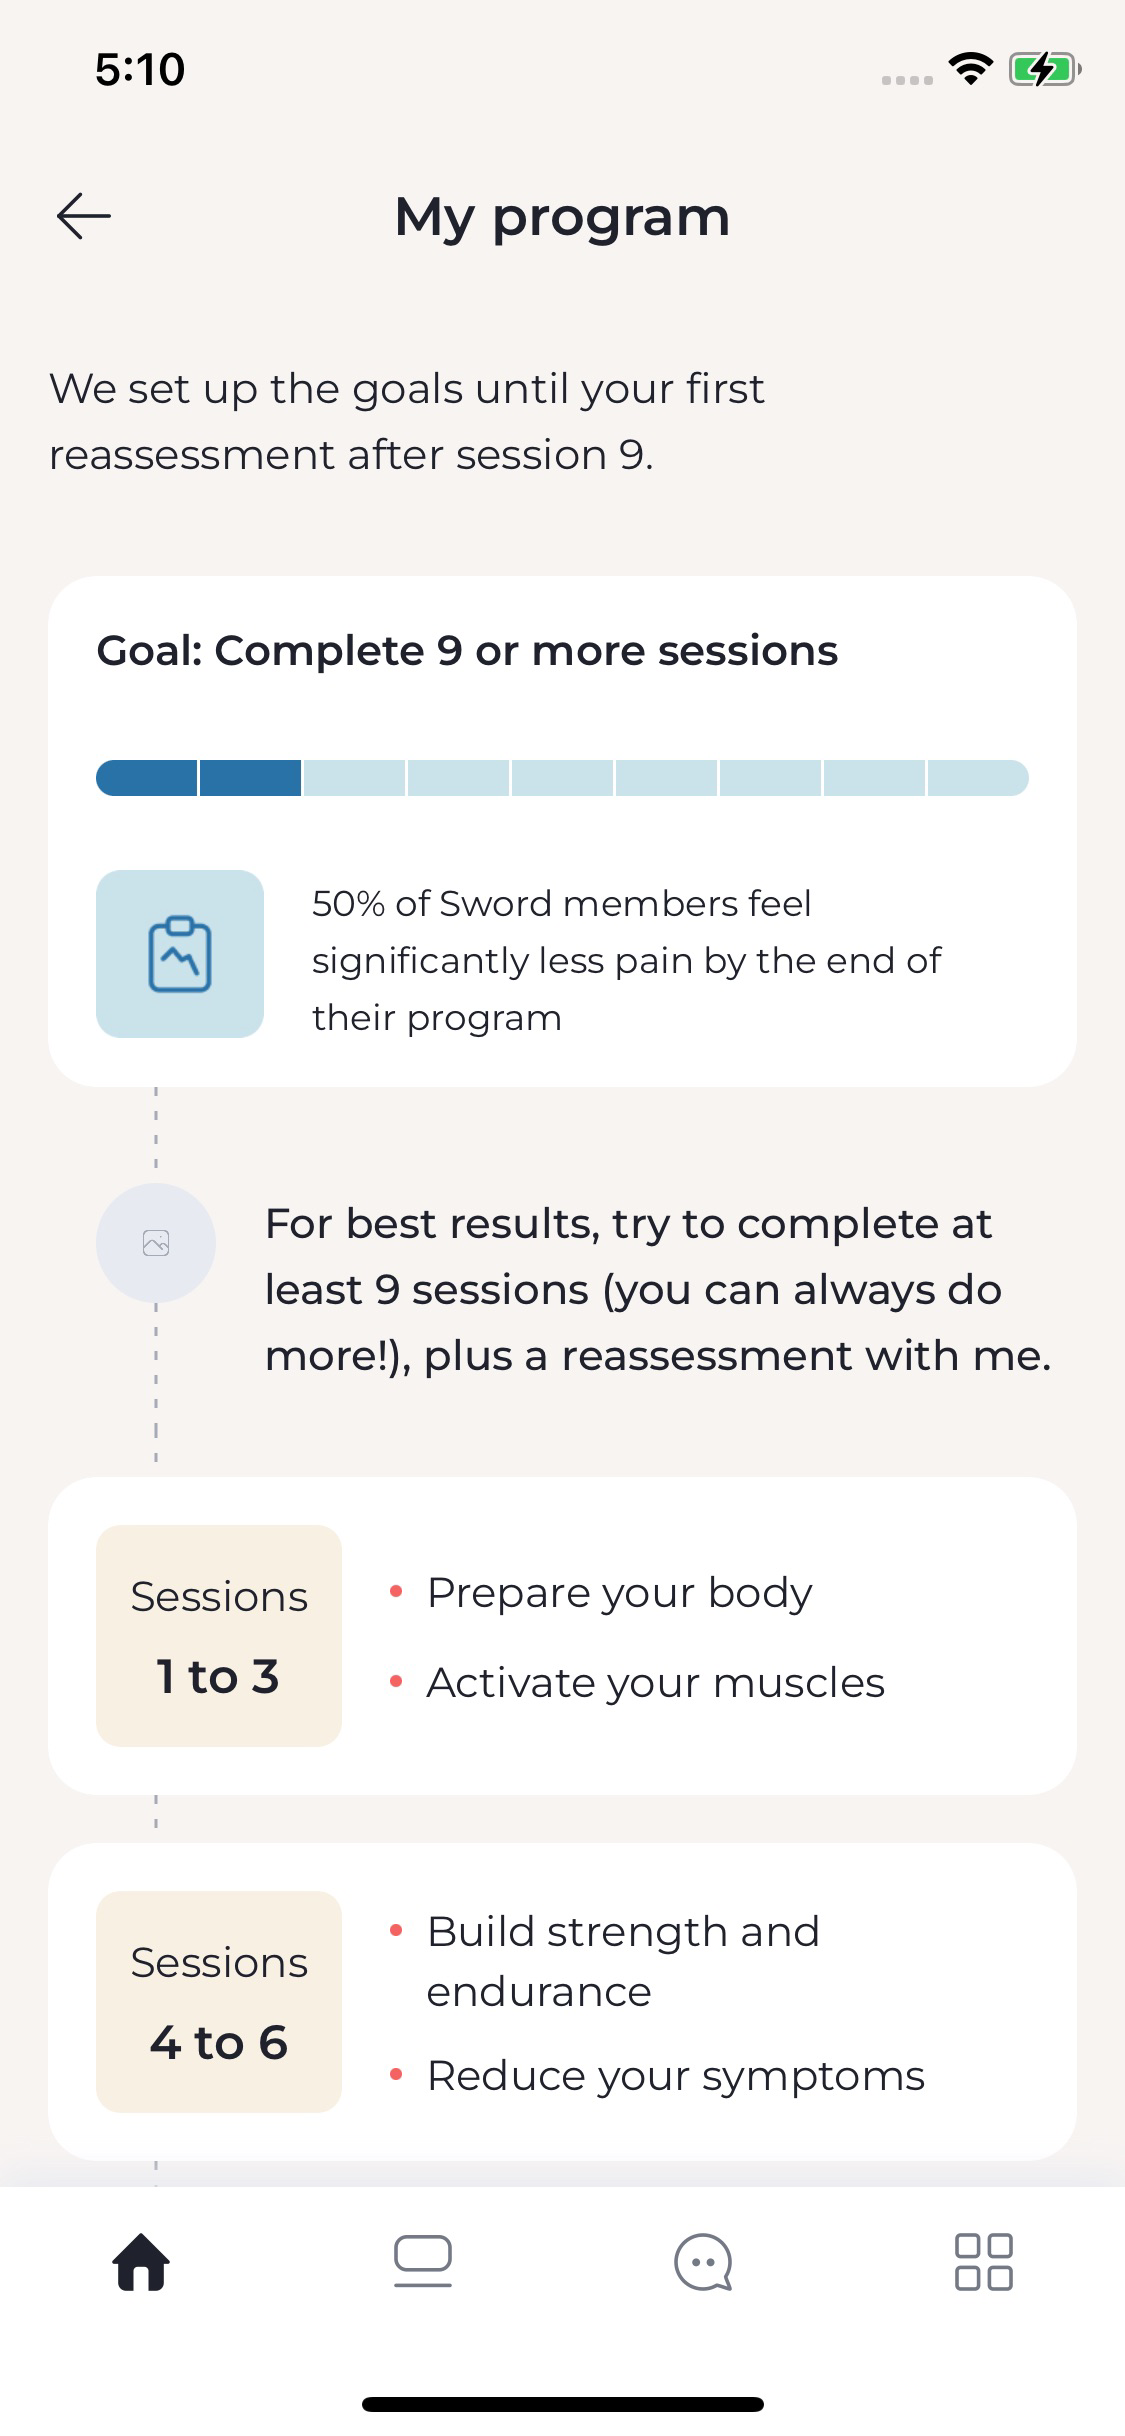 5:10
My program
We set up the goals until your first
reassessment after session 9.
Goal: Complete 9 or more sessions
50% of Sword members feel
significantly less pain by the end of
their program
For best results, try to complete at
least 9 sessions (you can always do
more!), plus a reassessment with me.
Sessions
1 to 3
• Prepare your body
• Activate your muscles
Sessions
4 to 6
• Build strength and
endurance
• Reduce your symptoms